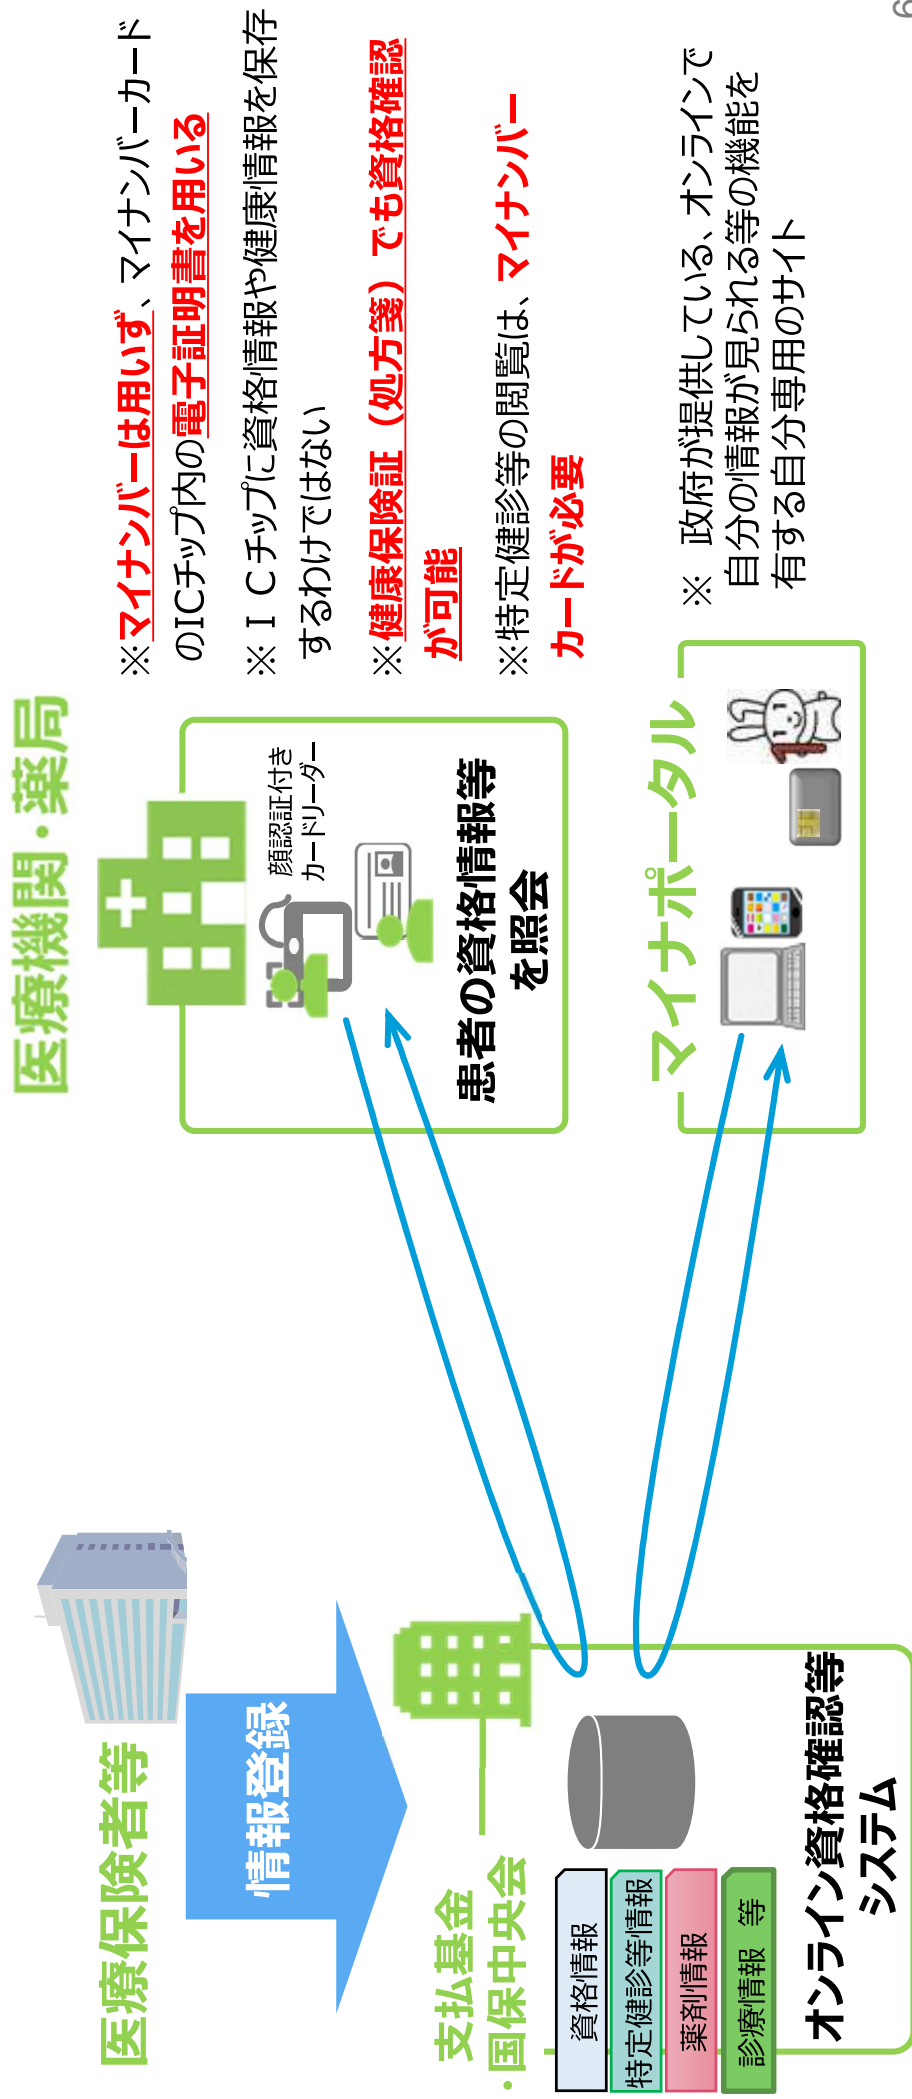 医療保険者等
情報登録
支払基金
・国保中央会
資格情報
特定健診等情報
薬剤情報
診療情報　等
オンライン資格確認等
システム
医療機関・薬局
顔認証付き
カードリーダー
患者の資格情報等
を照会
※マイナンバーは用いず、マイナンバーカード
のICチップ内の電子証明書を用いる
※ＩＣチップに資格情報や健康情報を保存
するわけではない
※健康保険証（処方箋）でも資格確認
が可能
※特定健診等の閲覧は、マイナンバー
カードが必要
マイナポータル
※　政府が提供している、オンラインで
自分の情報が見られる等の機能を
有する自分専用のサイト